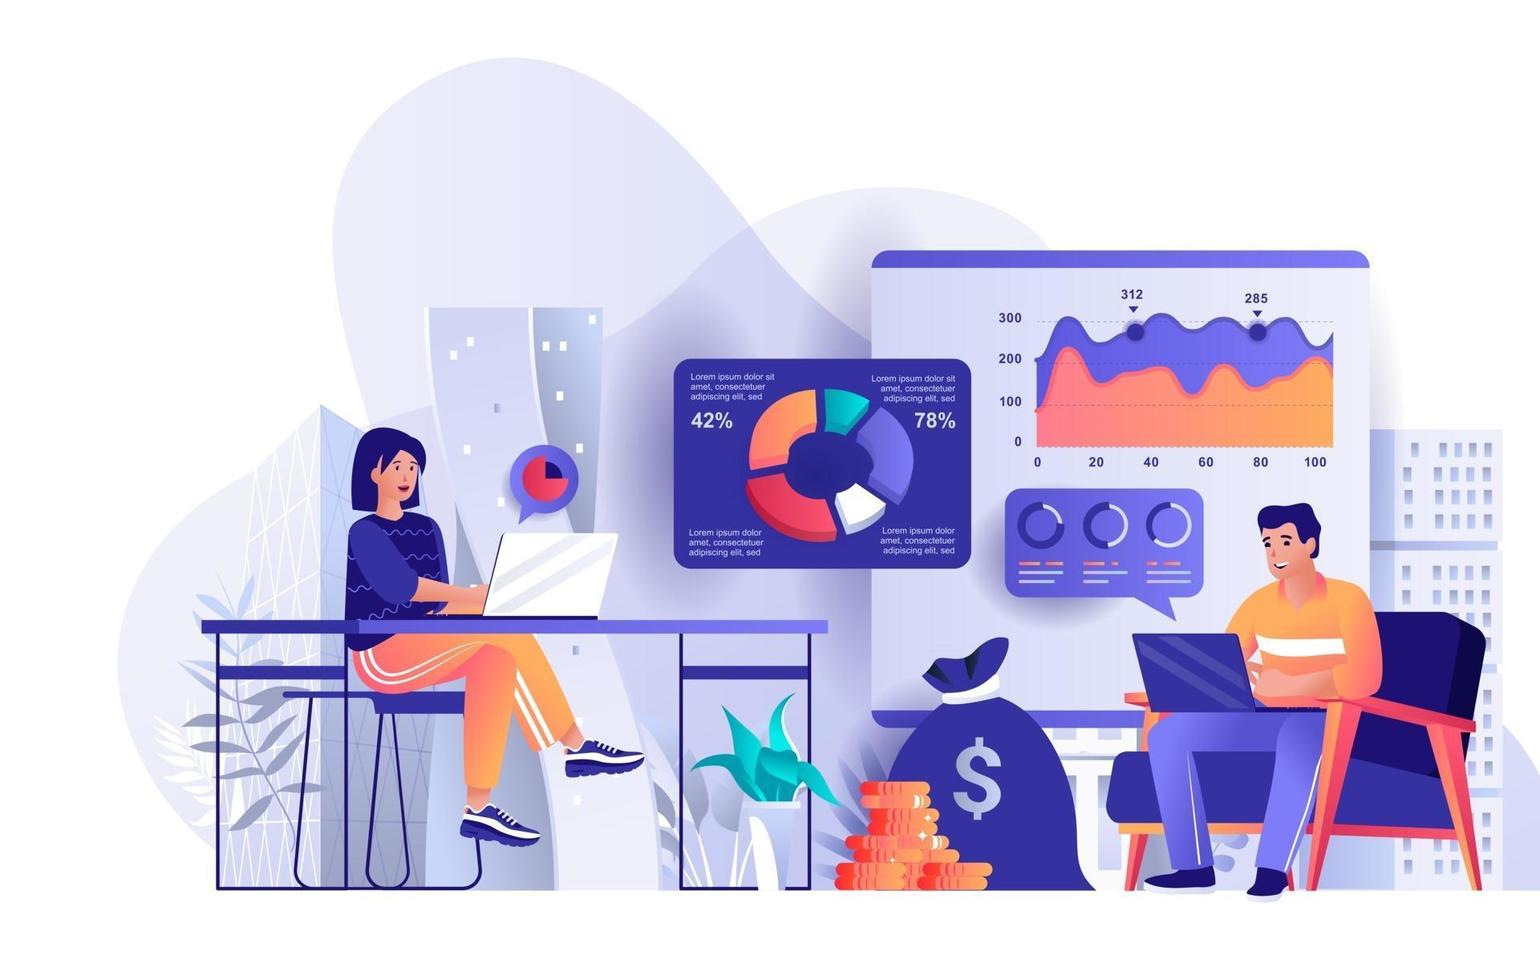 Lorem ipsum dolor sit
amet, consectetuer
adipiscing elit, sed
42%
Lorem ipsum dolor sit
amet, consectetuer
adipiscing elit, sed
78%
Lorem ipsum dolor sit
amet, consectetuer
adipiscing elit, sed
Lorem ipsum dolor sit
amet, consectetuer
adipiscing elit, sed
312
285
300
200
100
0
0 20 40 60 80 100
$